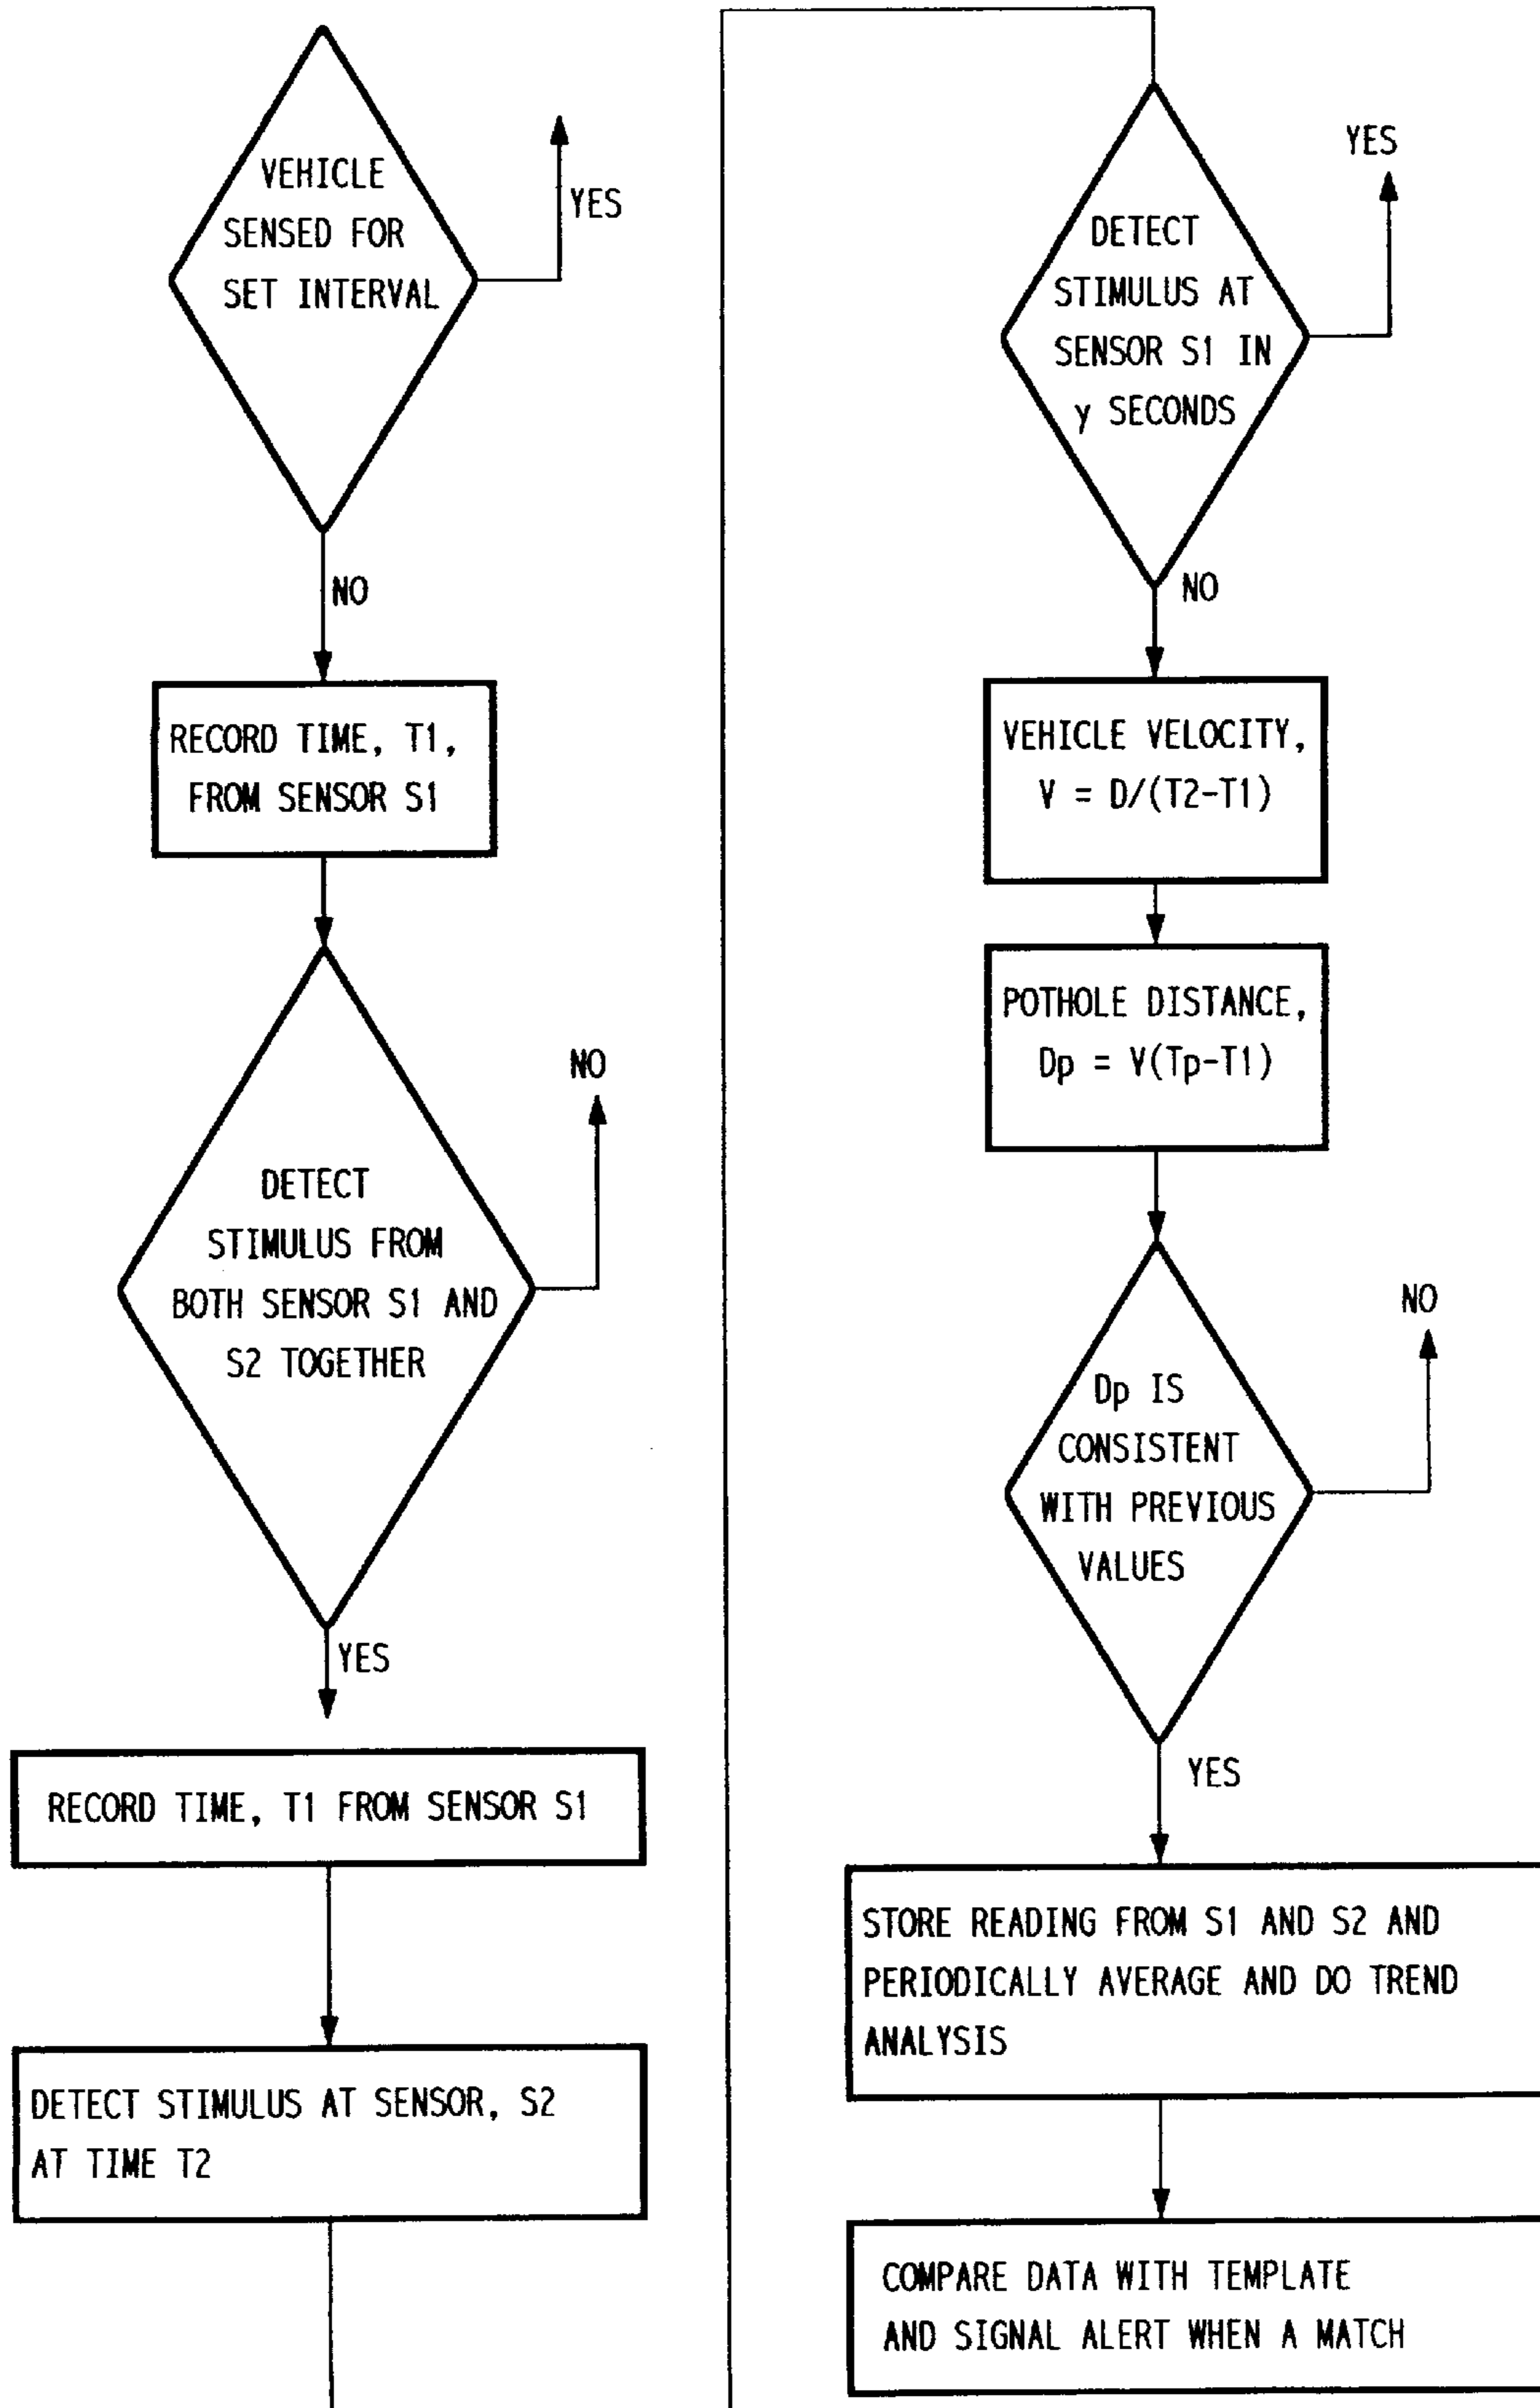 VEHICLE
SENSED FOR
SET INTERVAL
YES
NO
RECORD TIME, T1,
FROM SENSOR S1
DETECT
STIMULUS FROM
BOTH SENSOR S1 AND
S2 TOGETHER
NO
YES
RECORD TIME, T1 FROM SENSOR S1
DETECT STIMULUS AT SENSOR, S2
AT TIME T2
DETECT
STIMULUS AT
SENSOR S1 IN
y SECONDS
YES
NO
VEHICLE VELOCITY,
V = D/(T2-T1)
POTHOLE DISTANCE,
Dp = V(Tp-T1)
Dp IS
CONSISTENT
WITH PREVIOUS
VALUES
NO
YES
STORE READING FROM S1 AND S2 AND
PERIODICALLY AVERAGE AND DO TREND
ANALYSIS
COMPARE DATA WITH TEMPLATE
AND SIGNAL ALERT WHEN A MATCH